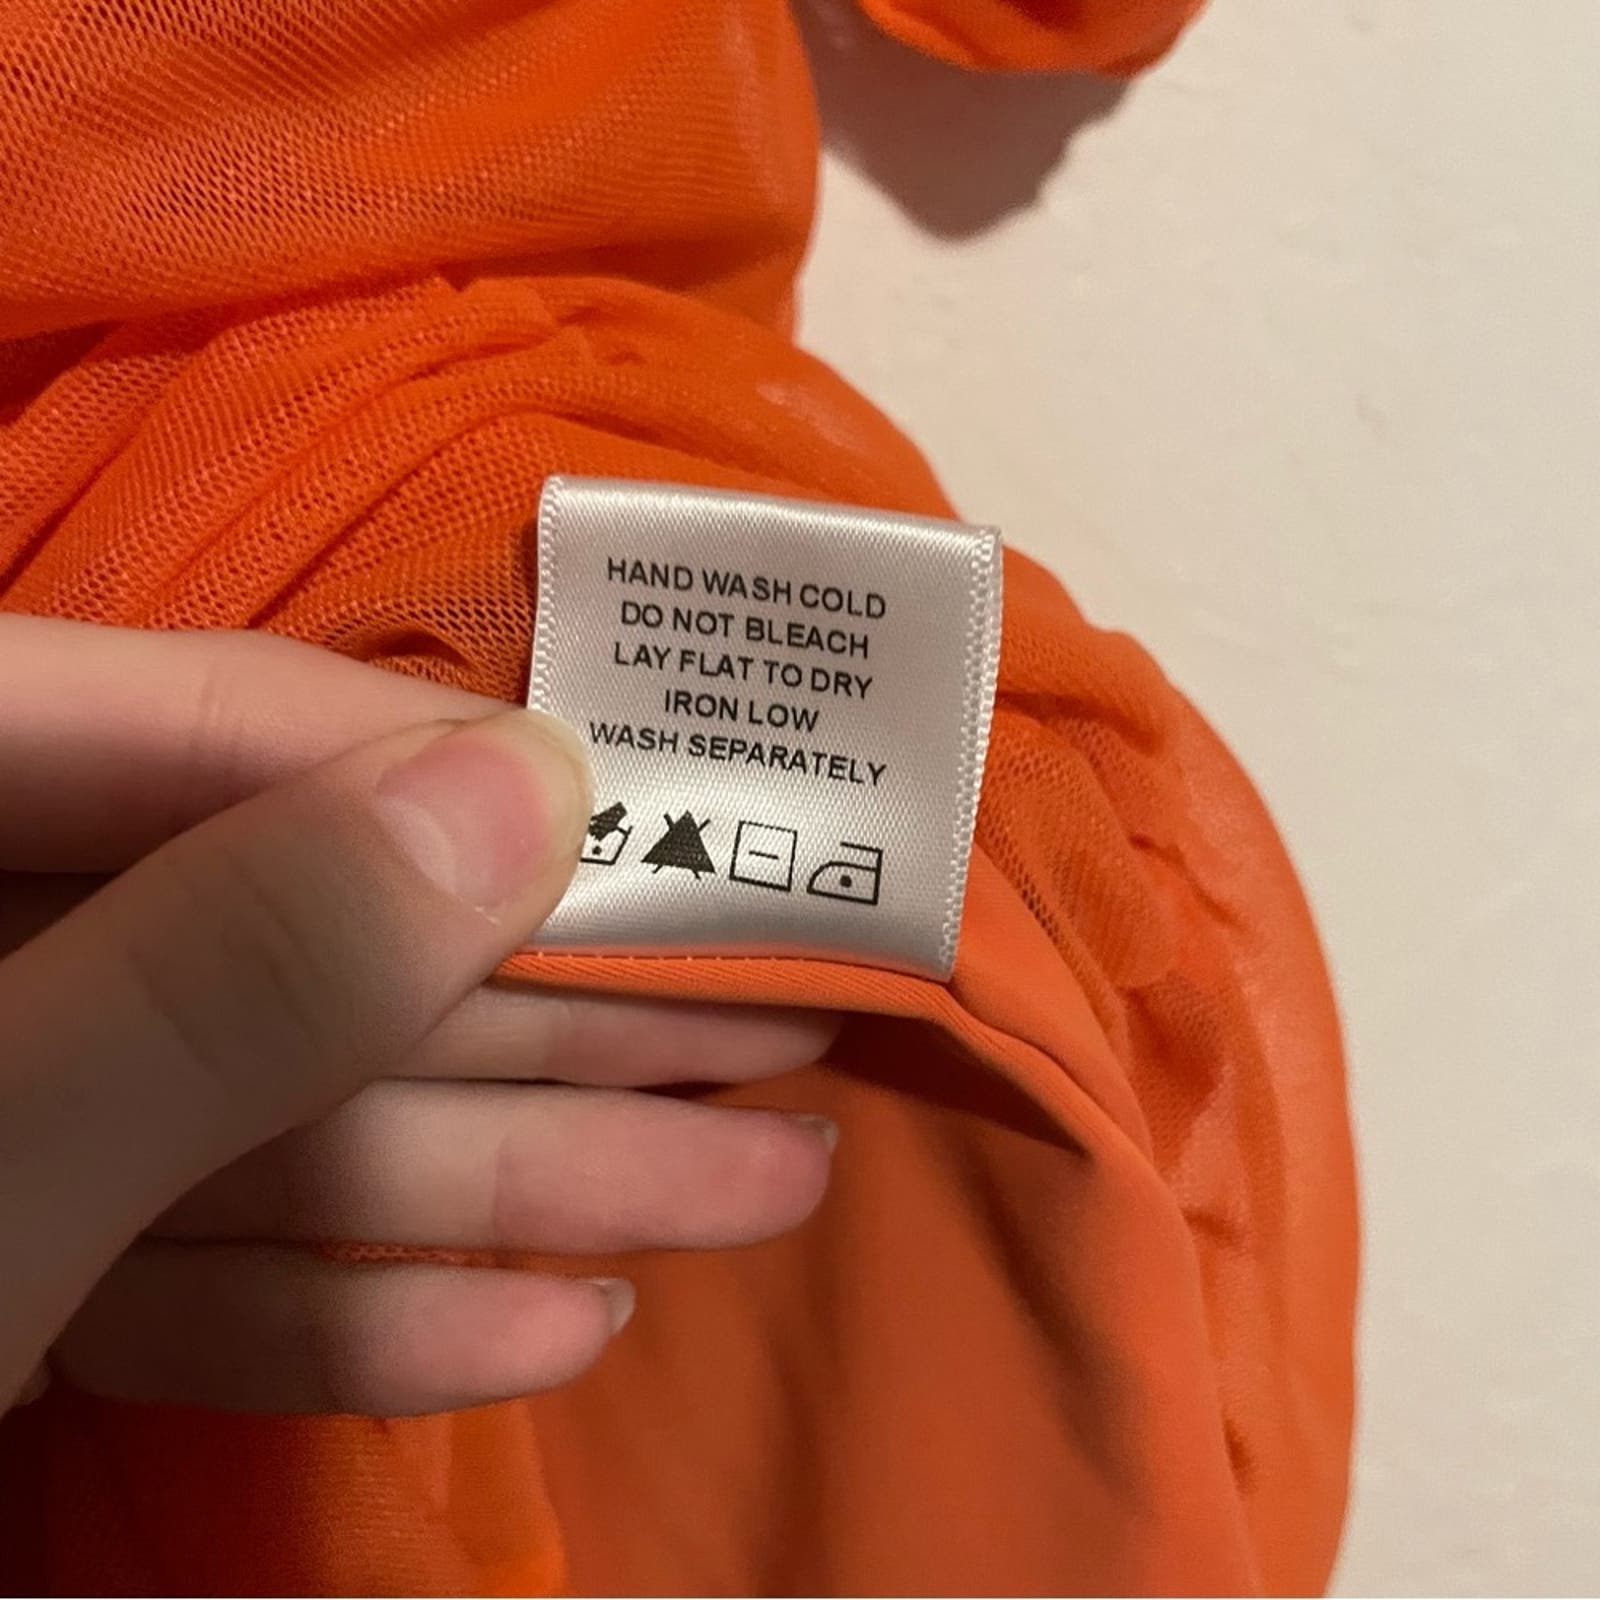 HAND WASH COLD
DO NOT BLEACH
LAY FLAT TO DRY
IRON LOW
WASH SEPARATELY